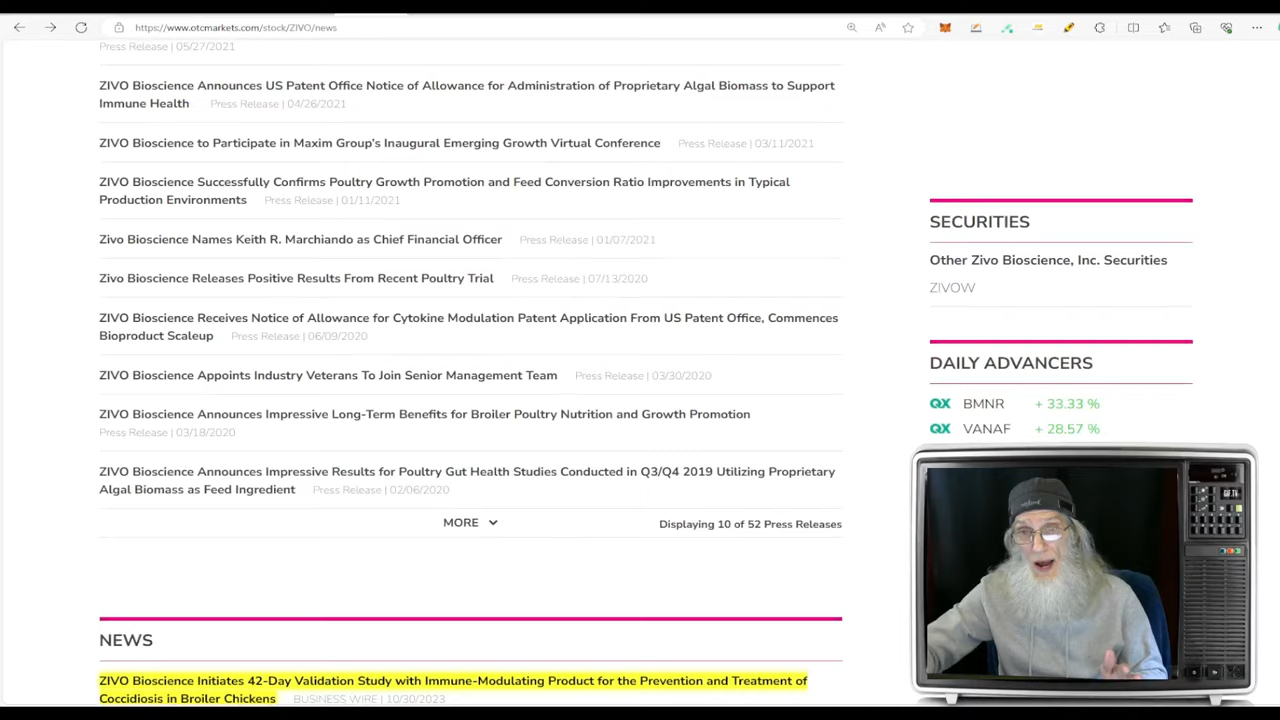 https://www.otcmarkets.com/stock/ZIVO/news
Press Release | 05/27/2021
ZIVO Bioscience Announces US Patent Office Notice of Allowance for Administration of Proprietary Algal Biomass to Support
Immune Health Press Release | 04/26/2021
ZIVO Bioscience to Participate in Maxim Group's Inaugural Emerging Growth Virtual Conference Press Release | 03/11/2021
ZIVO Bioscience Successfully Confirms Poultry Growth Promotion and Feed Conversion Ratio Improvements in Typical
Production Environments Press Release | 01/11/2021
Zivo Bioscience Names Keith R. Marchiando as Chief Financial Officer Press Release | 01/07/2021
Zivo Bioscience Releases Positive Results From Recent Poultry Trial Press Release | 07/13/2020
ZIVO Bioscience Receives Notice of Allowance for Cytokine Modulation Patent Application From US Patent Office, Commences
Bioproduct Scaleup Press Release | 06/09/2020
ZIVO Bioscience Appoints Industry Veterans To Join Senior Management Team Press Release | 03/30/2020
ZIVO Bioscience Announces Impressive Long-Term Benefits for Broiler Poultry Nutrition and Growth Promotion
Press Release | 03/18/2020
ZIVO Bioscience Announces Impressive Results for Poultry Gut Health Studies Conducted in Q3/Q4 2019 Utilizing Proprietary
Algal Biomass as Feed Ingredient Press Release | 02/06/2020
MORE
Displaying 10 of 52 Press Releases
NEWS
ZIVO Bioscience Initiates 42-Day Validation Study with Immune-Modulating Product for the Prevention and Treatment of
Coccidiosis in Broiler Chickens BUSINESS WIRE | 10/30/2023
SECURITIES
Other Zivo Bioscience, Inc. Securities
ZIVOW
DAILY ADVANCERS
QX BMNR + 33.33 %
QX VANAF + 28.57 %